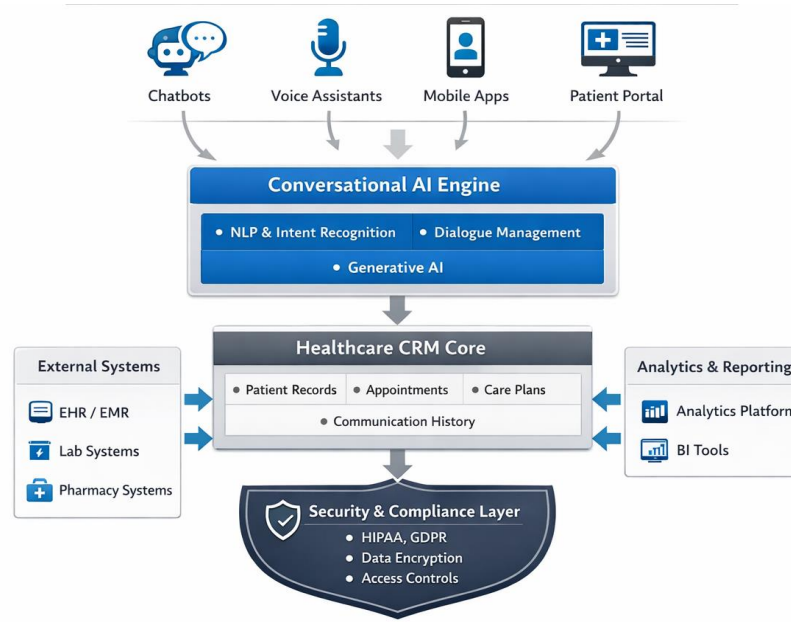 Chatbots
Voice Assistants
Mobile Apps
Patient Portal
Conversational AI Engine
• NLP & Intent Recognition
• Dialogue Management
• Generative AI
Healthcare CRM Core
• Patient Records
• Appointments
• Care Plans
• Communication History
External Systems
EHR / EMR
Lab Systems
Pharmacy Systems
Analytics & Reporting
Analytics Platform
BI Tools
Security & Compliance Layer
• HIPAA, GDPR
• Data Encryption
• Access Controls